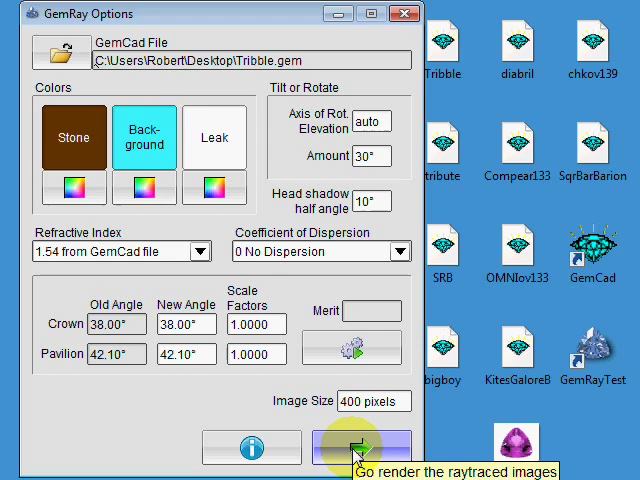 GemRay Options
GemCad File
C:\Users\Robert\Desktop\Tribble.gem
Colors
Stone
Back-
ground
Leak
Tilt or Rotate
Axis of Rot.
Elevation
auto
Amount
30°
Head shadow
half angle
10°
Refractive Index
1.54 from GemCad file
Coefficient of Dispersion
0 No Dispersion
Old Angle
New Angle
Scale
Factors
Merit
Crown
38.00°
38.00°
1.0000
Pavilion
42.10°
42.10°
1.0000
Image Size
400 pixels
Go render the raytraced images
Tribble
diabril
chkov139
tribute
Compear133
SqrBarBarion
SRB
OMNIov133
GemCad
bigboy
KitesGaloreB
GemRayTest